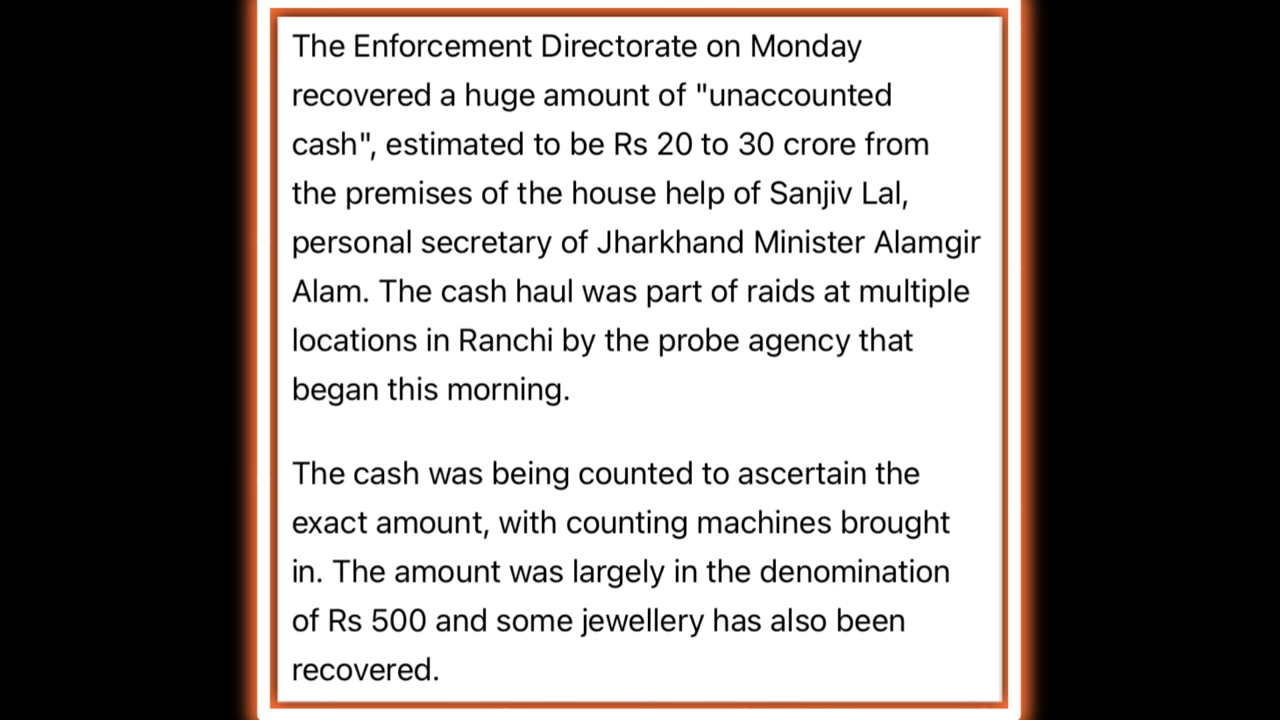 The Enforcement Directorate on Monday
recovered a huge amount of "unaccounted
cash", estimated to be Rs 20 to 30 crore from
the premises of the house help of Sanjiv Lal,
personal secretary of Jharkhand Minister Alamgir
Alam. The cash haul was part of raids at multiple
locations in Ranchi by the probe agency that
began this morning.
The cash was being counted to ascertain the
exact amount, with counting machines brought
in. The amount was largely in the denomination
of Rs 500 and some jewellery has also been
recovered.